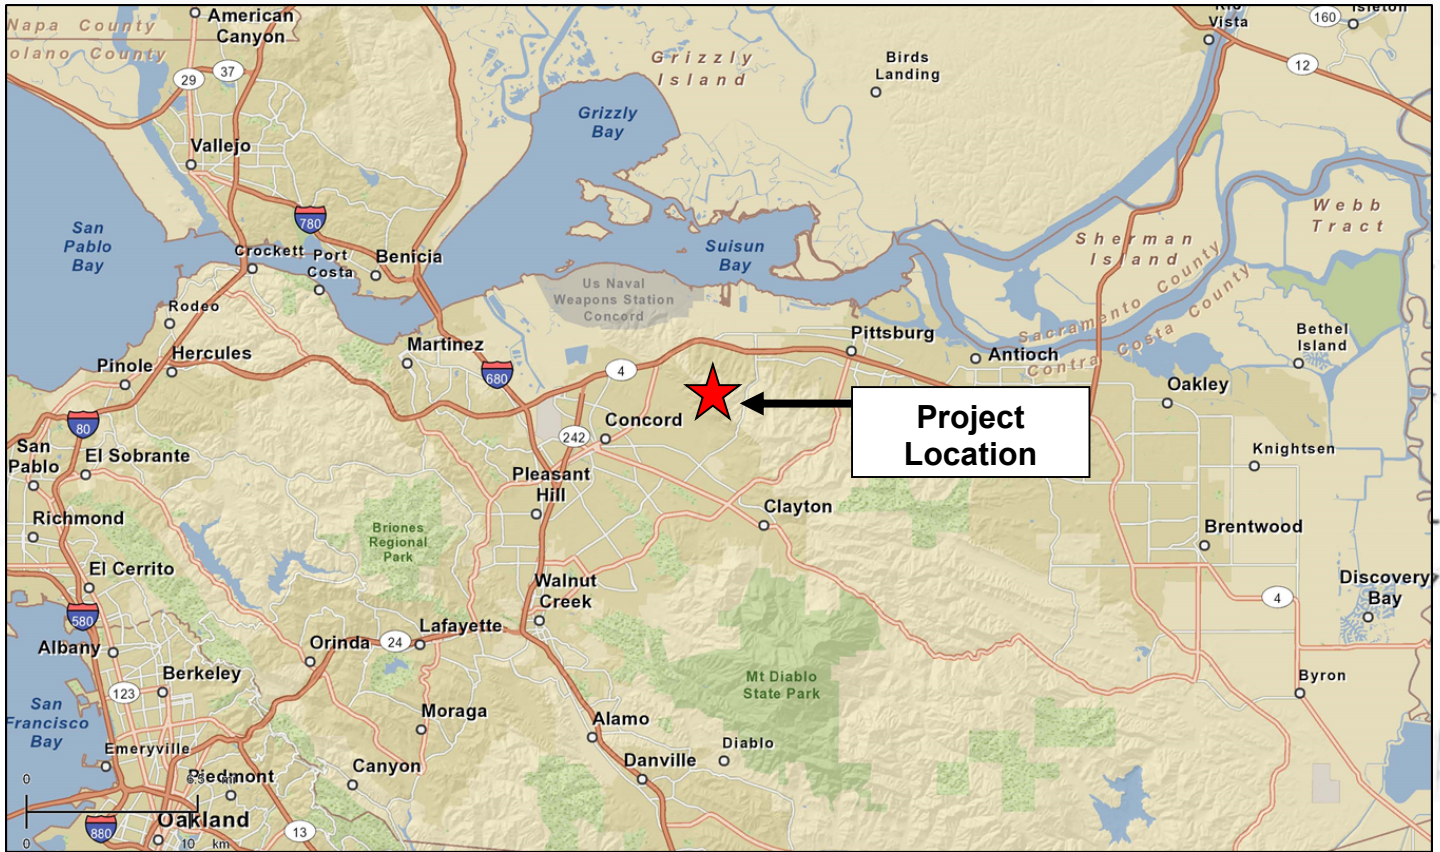 Napa County
olano County
American
Canyon
29
37
Vallejo
780
San
Pablo
Bay
Crockett
Port
Costa
Benicia
Rodeo
Hercules
Pinole
Martinez
Grizzly
Island
Grizzly
Bay
Birds
Landing
Rio
Vista
160
Isleton
12
Suisun
Bay
Us Naval
Weapons Station
Concord
Sherman
Island
Webb
Tract
Sacramento County
Contra Costa County
680
4
Pittsburg
Antioch
Bethel
Island
Oakley
Project
Location
80
242
Concord
Knightsen
San
Pablo
El Sobrante
Pleasant
Hill
Clayton
Richmond
Briones
Regional
Park
Brentwood
El Cerrito
Walnut
Creek
Discovery
Bay
4
580
Albany
Orinda
24
Lafayette
Berkeley
123
Mt Diablo
State Park
Byron
San
Francisco
Bay
Moraga
Alamo
Diablo
Emeryville
Danville
Canyon
Piedmont
0
6.5 mi
Oakland
880
13
0
10 km